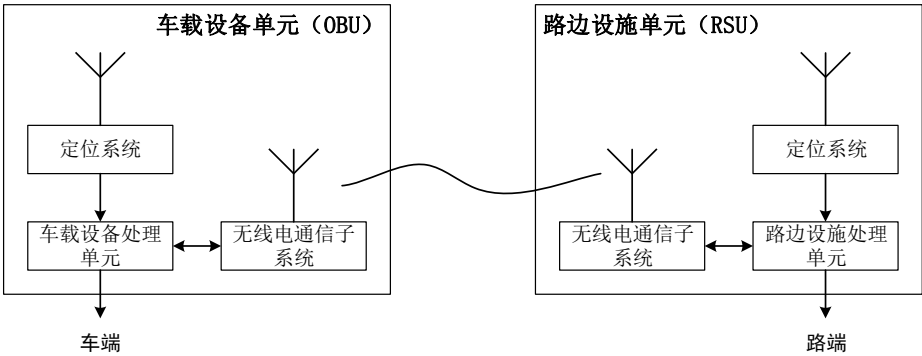 车载设备单元（OBU）
定位系统
车载设备处理
单元
无线电通信子
系统
车端
路边设施单元（RSU）
定位系统
无线电通信子
系统
路边设施处理
单元
路端